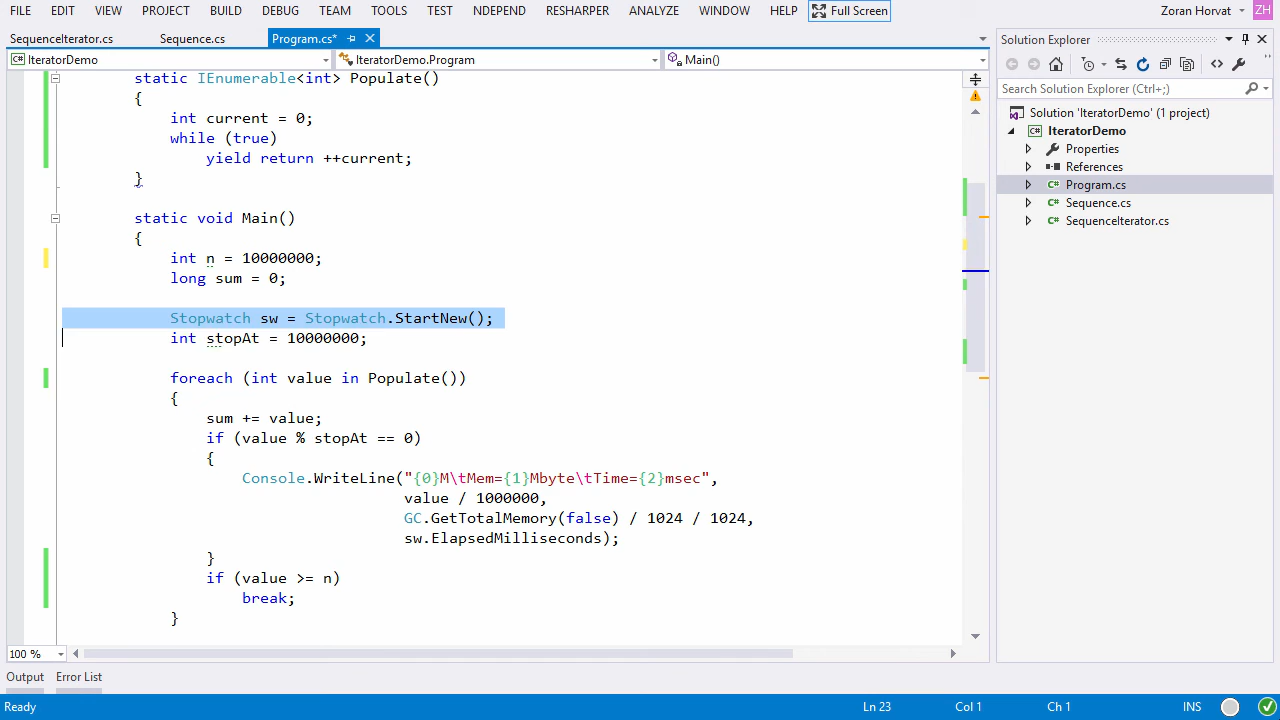 FILE EDIT VIEW PROJECT BUILD DEBUG TEAM TOOLS TEST NDEPEND RESHARPER ANALYZE WINDOW HELP Full Screen Zoran Horvat ZH
SequenceIterator.cs Sequence.cs Program.cs*
IteratorDemo IteratorDemo.Program Main()
static IEnumerable<int> Populate()
{
int current = 0;
while (true)
yield return ++current;
}
static void Main()
{
int n = 10000000;
long sum = 0;
Stopwatch sw = Stopwatch.StartNew();
int stopAt = 10000000;
foreach (int value in Populate())
{
sum += value;
if (value % stopAt == 0)
{
Console.WriteLine("{0}M\tMem={1}Mbyte\tTime={2}msec",
value / 1000000,
GC.GetTotalMemory(false) / 1024 / 1024,
sw.ElapsedMilliseconds);
}
if (value >= n)
break;
}
100 %
Solution Explorer
Search Solution Explorer (Ctrl+;)
Solution 'IteratorDemo' (1 project)
IteratorDemo
Properties
References
Program.cs
Sequence.cs
SequenceIterator.cs
Output Error List
Ready Ln 23 Col 1 Ch 1 INS